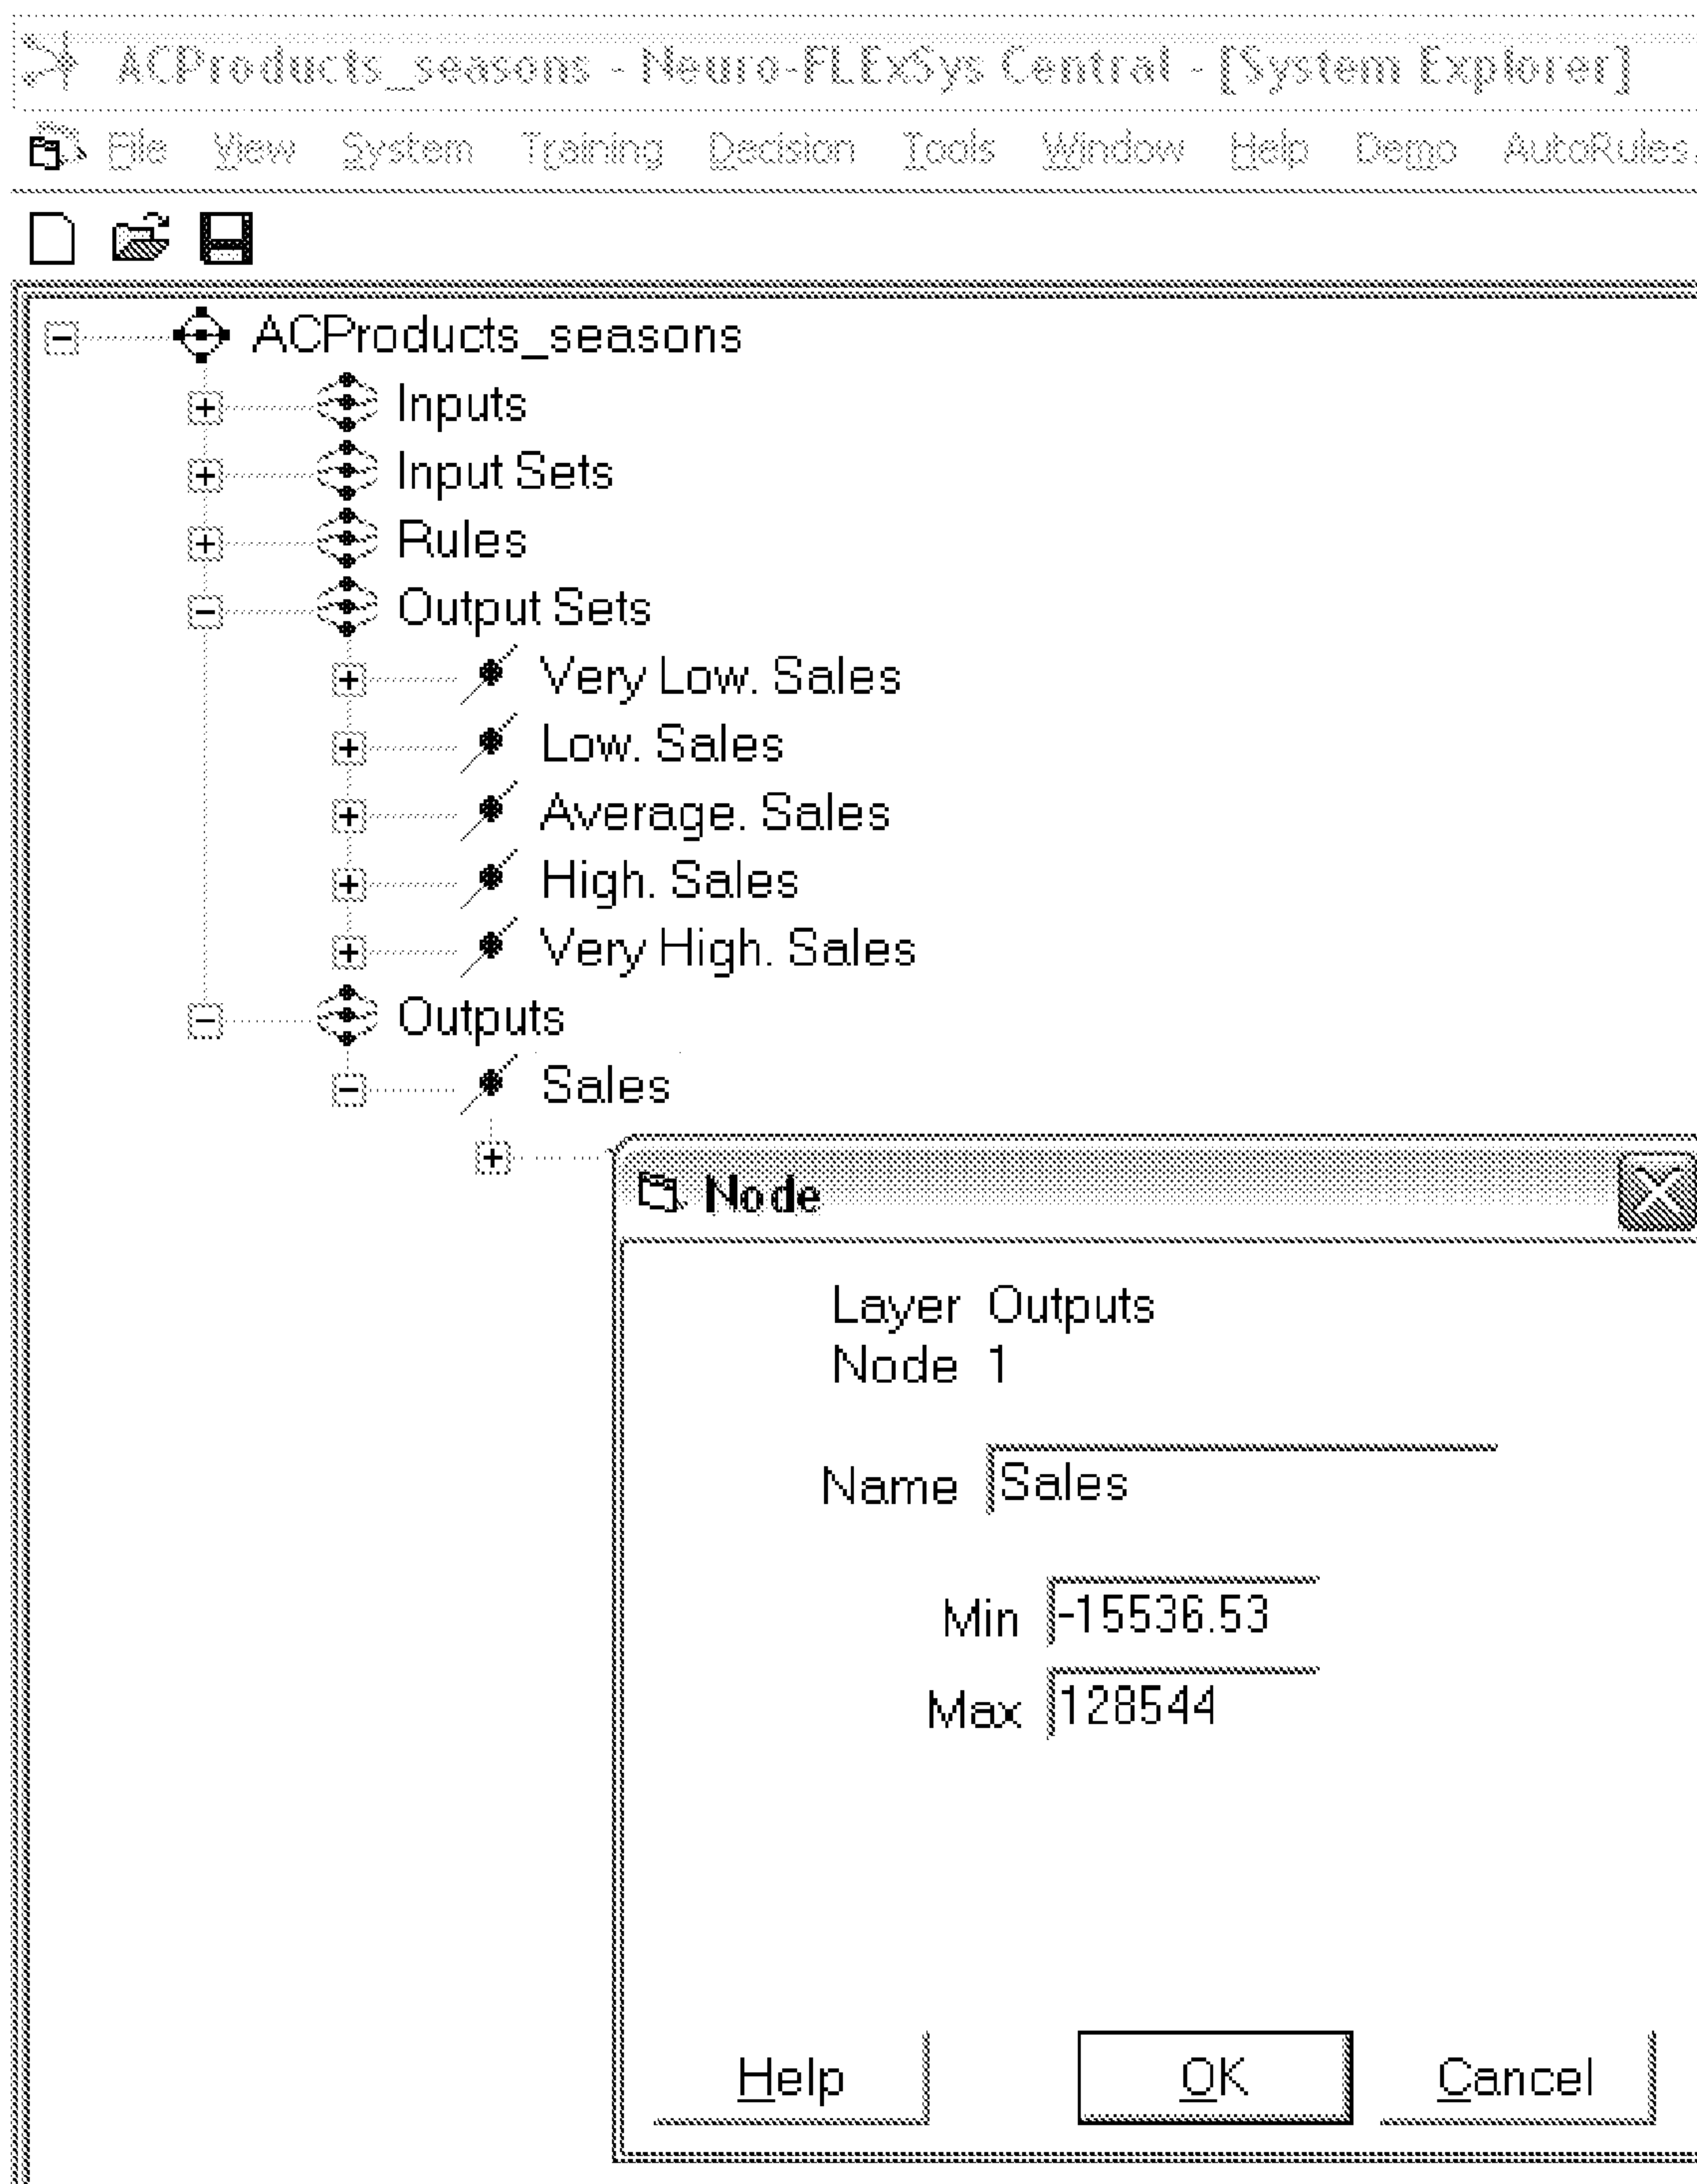 ACProducts_seasons - Neuro-FLExSys Central - [System Explorer]
File View System Training Decision Tools Window Help Demo AutoRules.
ACProducts_seasons
Inputs
Input Sets
Rules
Output Sets
Very Low. Sales
Low. Sales
Average. Sales
High. Sales
Very High. Sales
Outputs
Sales
Node
Layer Outputs
Node 1
Name Sales
Min -15536.53
Max 128544
Help OK Cancel